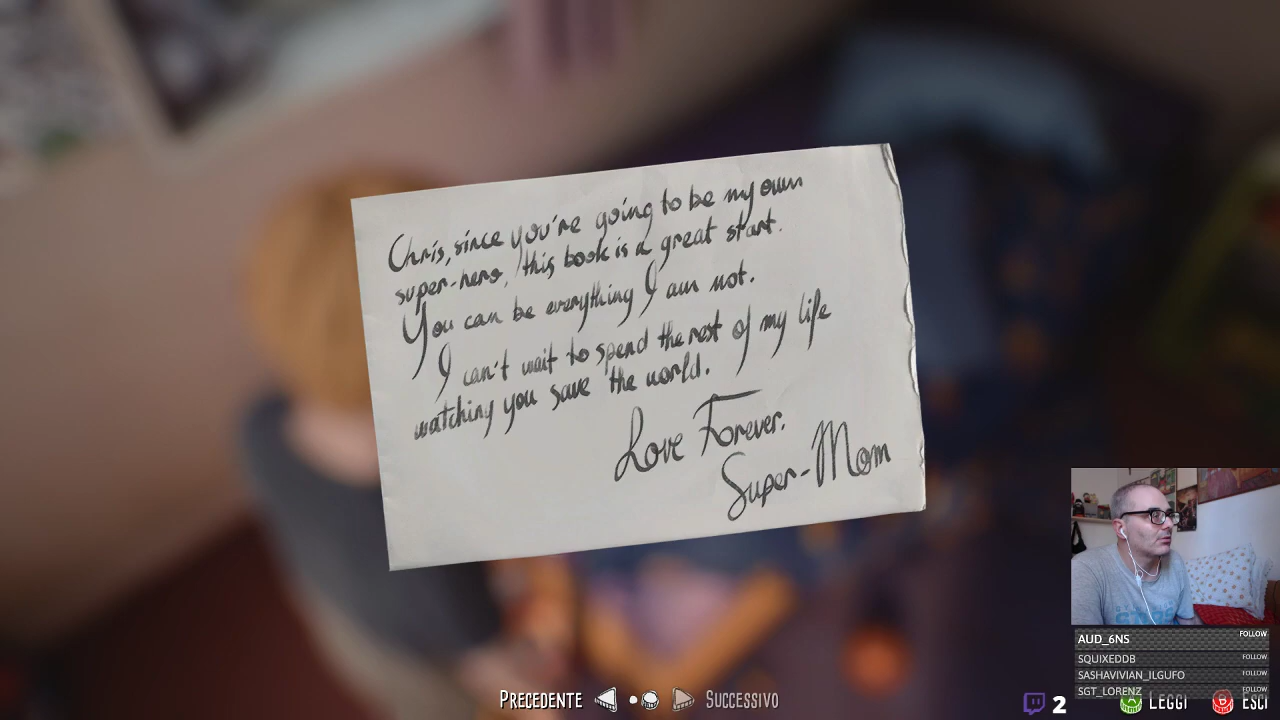 Chris, since you're going to be my own
super-hero, this book is a great start.
You can be everything I am not.
I can't wait to spend the rest of my life
watching you save the world.
Love Forever.
Super-Mom
AUD_6NS FOLLOW
SQUIXEDDB FOLLOW
SASHAVIVIAN_ILGUFO FOLLOW
SGT_LORENZ FOLLOW
PRECEDENTE SUCCESSIVO 2 LEGGI B ESCI